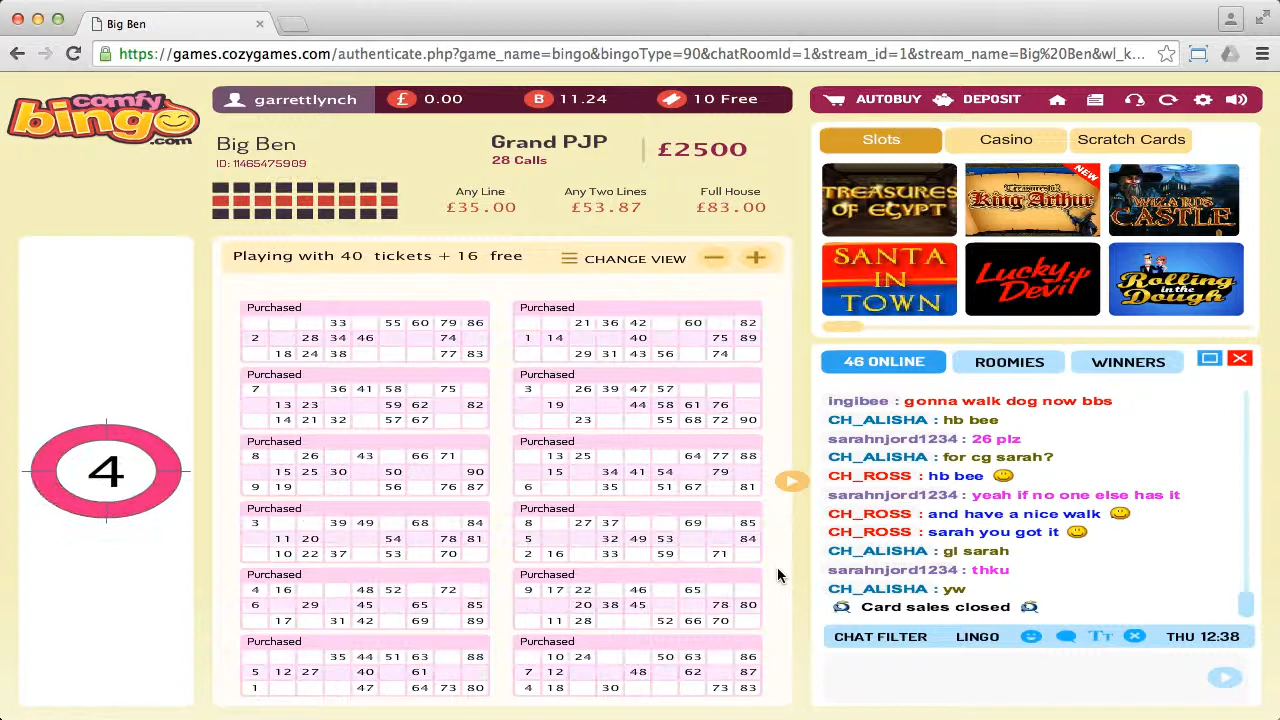 Big Ben
https://games.cozygames.com/authenticate.php?game_name=bingo&bingoType=90&chatRoomId=1&stream_id=1&stream_name=Big%20Ben&wl_k...
comfy
bingo
.com
garrettlynch £ 0.00 B 11.24 10 Free
AUTOBUY DEPOSIT
Big Ben
ID: 11465475909
Grand PJP
28 Calls
£2500
Any Line Any Two Lines Full House
£35.00 £53.87 £83.00
Slots Casino Scratch Cards
TREASURES
OF EGYPT
Treasures of
King Arthur
NEW
WIZARDS
CASTLE
SANTA
IN
TOWN
Lucky
Devil
Rolling
in the
Dough
Playing with 40 tickets + 16 free
CHANGE VIEW
4
Purchased
33 55 60 79 86
2 28 34 46 74
18 24 38 77 83
Purchased
21 36 42 60 82
1 14 40 75 89
29 31 43 56 74
Purchased
7 36 41 58 75
13 23 59 62 82
14 21 32 57 67
Purchased
3 26 39 47 57
19 44 58 61 76
23 55 68 72 90
Purchased
8 26 43 66 71
15 25 30 50 90
9 19 56 76 87
Purchased
13 25 64 77 88
15 34 41 54 79
6 35 51 67 81
Purchased
3 39 49 68 84
11 20 54 78 81
10 22 37 53 70
Purchased
8 27 37 69 85
5 32 49 53 84
2 16 33 59 71
Purchased
4 16 48 52 72
6 29 45 65 85
17 31 42 69 89
Purchased
9 17 22 46 65
20 38 45 78 80
11 28 52 66 70
Purchased
35 44 51 63 88
5 12 27 40 61
1 47 64 73 80
Purchased
10 24 50 63 86
7 12 48 62 87
4 18 30 73 83
46 ONLINE ROOMIES WINNERS
ingibee : gonna walk dog now bbs
CH_ALISHA : hb bee
sarahnjord1234 : 26 plz
CH_ALISHA : for cg sarah?
CH_ROSS : hb bee
sarahnjord1234 : yeah if no one else has it
CH_ROSS : and have a nice walk
CH_ROSS : sarah you got it
CH_ALISHA : gl sarah
sarahnjord1234 : thku
CH_ALISHA : yw
Card sales closed
CHAT FILTER LINGO TT THU 12:38